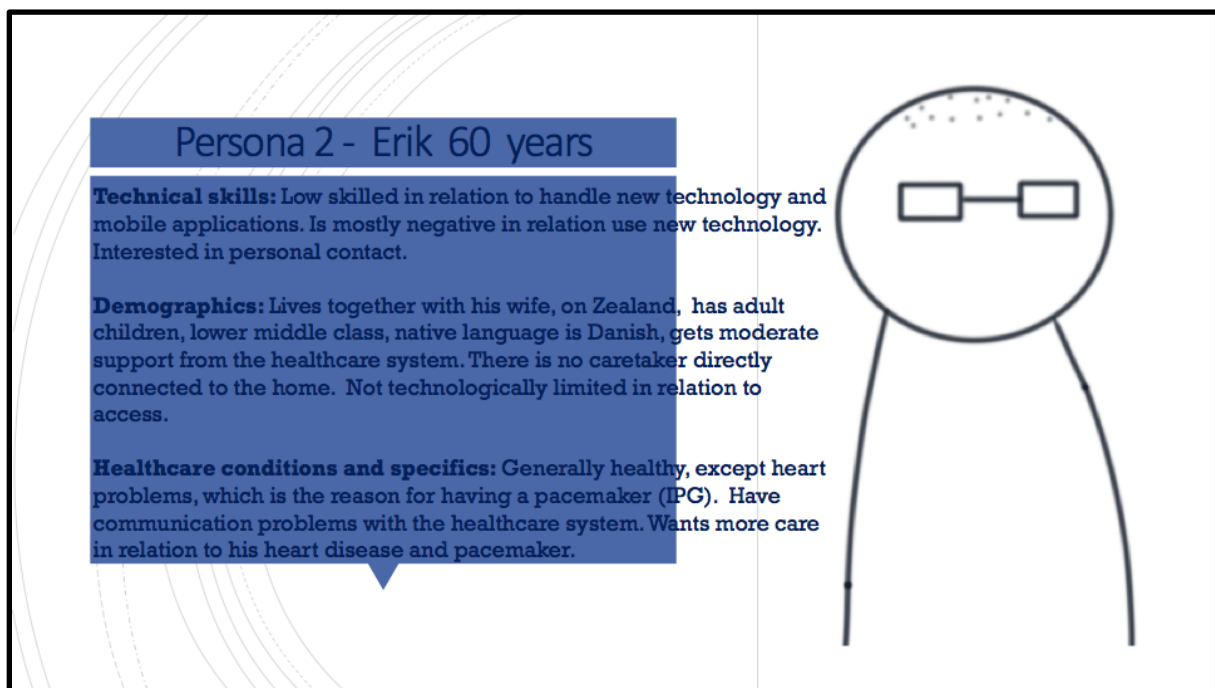 Persona 2 - Erik 60 years
Technical skills: Low skilled in relation to handle new technology and
mobile applications. Is mostly negative in relation use new technology.
Interested in personal contact.
Demographics: Lives together with his wife, on Zealand, has adult
children, lower middle class, native language is Danish, gets moderate
support from the healthcare system. There is no caretaker directly
connected to the home. Not technologically limited in relation to
access.
Healthcare conditions and specifics: Generally healthy, except heart
problems, which is the reason for having a pacemaker (IPG). Have
communication problems with the healthcare system. Wants more care
in relation to his heart disease and pacemaker.